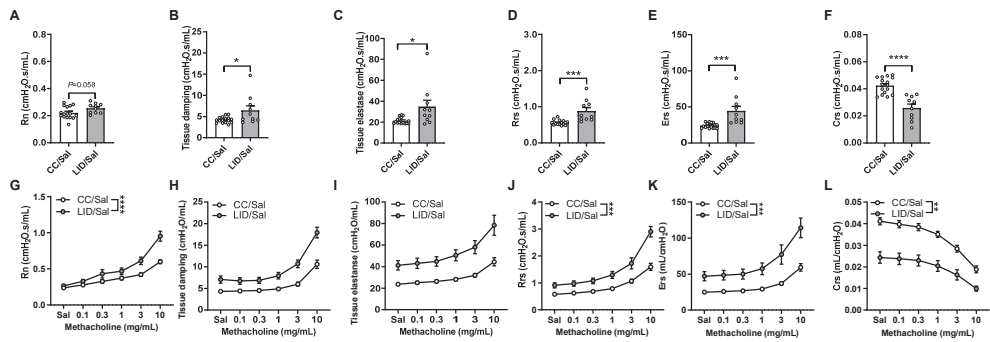 A
Rn (cmH2O.s/mL)
0.8
0.6
0.4
0.2
0.0
P=0.058
CC/Sal
LID/Sal
B
Tissue damping (cmH2O.s/mL)
25
20
15
10
5
0
*
CC/Sal
LID/Sal
C
Tissue elastase (cmH2O.s/mL)
100
80
60
40
20
0
*
CC/Sal
LID/Sal
D
Rrs (cmH2O.s/mL)
3.0
2.0
1.0
0.0
***
CC/Sal
LID/Sal
E
Ers (cmH2O.s/mL)
150
100
50
0
***
CC/Sal
LID/Sal
F
Crs (cmH2O.s/mL)
0.08
0.06
0.04
0.02
0.00
****
CC/Sal
LID/Sal
G
Rn (cmH2O.s/mL)
1.5
1.0
0.5
0.0
CC/Sal
LID/Sal
****
Sal 0.1 0.3 1 3 10
Methacholine (mg/mL)
H
Tissue damping (cmH2O/mL)
25
20
15
10
5
0
CC/Sal
LID/Sal
Sal 0.1 0.3 1 3 10
Methacholine (mg/mL)
I
Tissue elastanse (cmH2O/mL)
100
80
60
40
20
0
CC/Sal
LID/Sal
Sal 0.1 0.3 1 3 10
Methacholine (mg/mL)
J
Rrs (cmH2O.s/mL)
4
3
2
1
0
CC/Sal
LID/Sal
***
Sal 0.1 0.3 1 3 10
Methacholine (mg/mL)
K
Ers (mL/cmH2O)
150
100
50
0
CC/Sal
LID/Sal
***
Sal 0.1 0.3 1 3 10
Methacholine (mg/mL)
L
Crs (mL/cmH2O)
0.05
0.04
0.03
0.02
0.01
0.00
CC/Sal
LID/Sal
**
Sal 0.1 0.3 1 3 10
Methacholine (mg/mL)